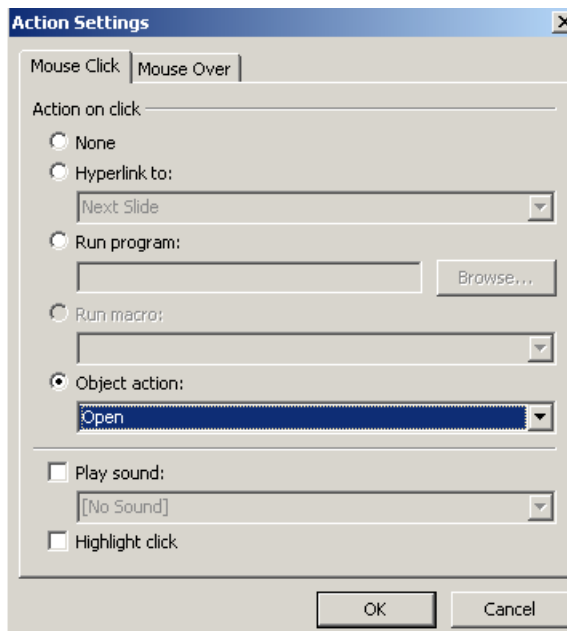 Action Settings
Mouse Click Mouse Over
Action on click
None
Hyperlink to:
Next Slide
Run program:
Browse...
Run macro:
Object action:
Open
Play sound:
[No Sound]
Highlight click
OK Cancel